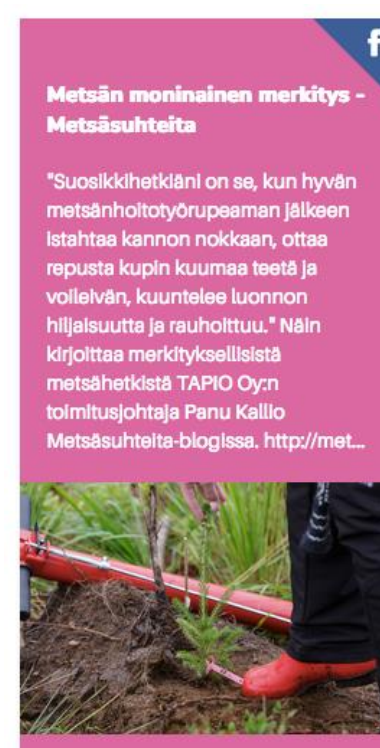 f
Metsän moninainen merkitys -
Metsäsuhteita
"Suosikkihetkiäni on se, kun hyvän
metsänhoitotyörupeaman jälkeen
istahtaa kannon nokkaan, ottaa
repusta kupin kuumaa teetä ja
voileivän, kuuntelee luonnon
hiljaisuutta ja rauhoittuu." Näin
kirjoittaa merkityksellisistä
metsähetkistä TAPIO Oy:n
toimitusjohtaja Panu Kallio
Metsäsuhteita-blogissa. http://met...